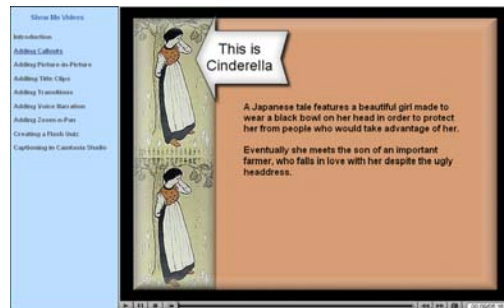 Show Me Videos
Introduction
Adding Callouts
Adding Picture-in-Picture
Adding Title Clips
Adding Transitions
Adding Voice Narration
Adding Zoom-n-Pan
Creating a Flash Quiz
Captioning in Camtasia Studio
This is
Cinderella
A Japanese tale features a beautiful girl made to
wear a black bowl on her head in order to protect
her from people who would take advantage of her.
Eventually she meets the son of an important
farmer, who falls in love with her despite the ugly
headdress.